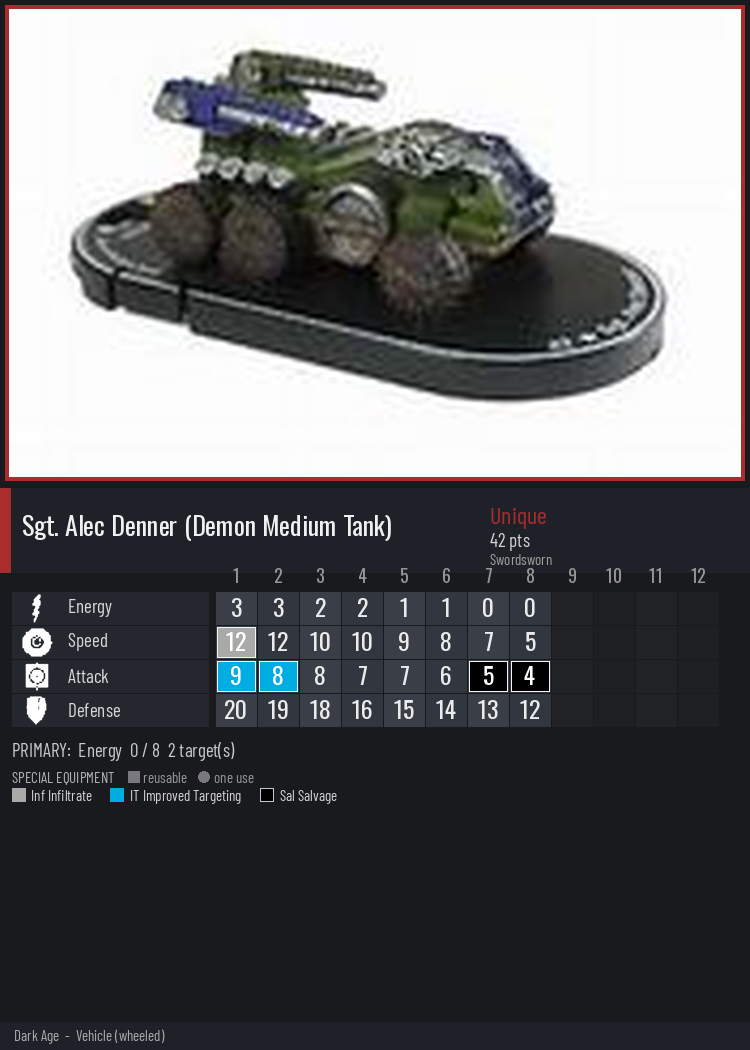 Sgt. Alec Denner (Demon Medium Tank)
Unique
42 pts
Swordsworn
1 2 3 4 5 6 7 8 9 10 11 12
Energy 3 3 2 2 1 1 0 0
Speed 12 12 10 10 9 8 7 5
Attack 9 8 8 7 7 6 5 4
Defense 20 19 18 16 15 14 13 12
PRIMARY: Energy 0 / 8 2 target(s)
SPECIAL EQUIPMENT reusable one use
Inf Infiltrate IT Improved Targeting Sal Salvage
Dark Age - Vehicle (wheeled)